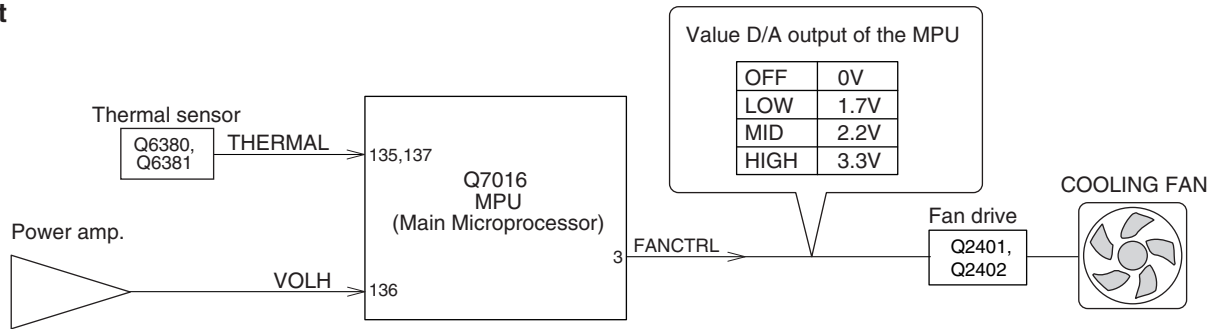 t
Value D/A output of the MPU
OFF 0V
LOW 1.7V
MID 2.2V
HIGH 3.3V
Thermal sensor
Q6380,
Q6381
THERMAL
135,137
Q7016
MPU
(Main Microprocessor)
Power amp.
VOLH
136
3
FANCTRL
Fan drive
Q2401,
Q2402
COOLING FAN